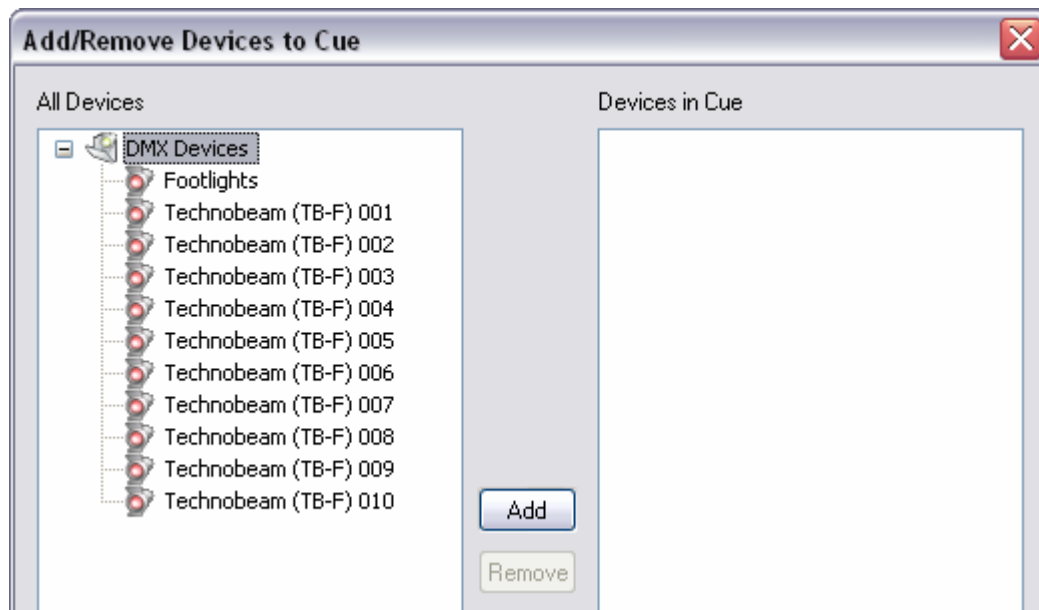 Add/Remove Devices to Cue
All Devices
Devices in Cue
DMX Devices
Footlights
Technobeam (TB-F) 001
Technobeam (TB-F) 002
Technobeam (TB-F) 003
Technobeam (TB-F) 004
Technobeam (TB-F) 005
Technobeam (TB-F) 006
Technobeam (TB-F) 007
Technobeam (TB-F) 008
Technobeam (TB-F) 009
Technobeam (TB-F) 010
Add
Remove